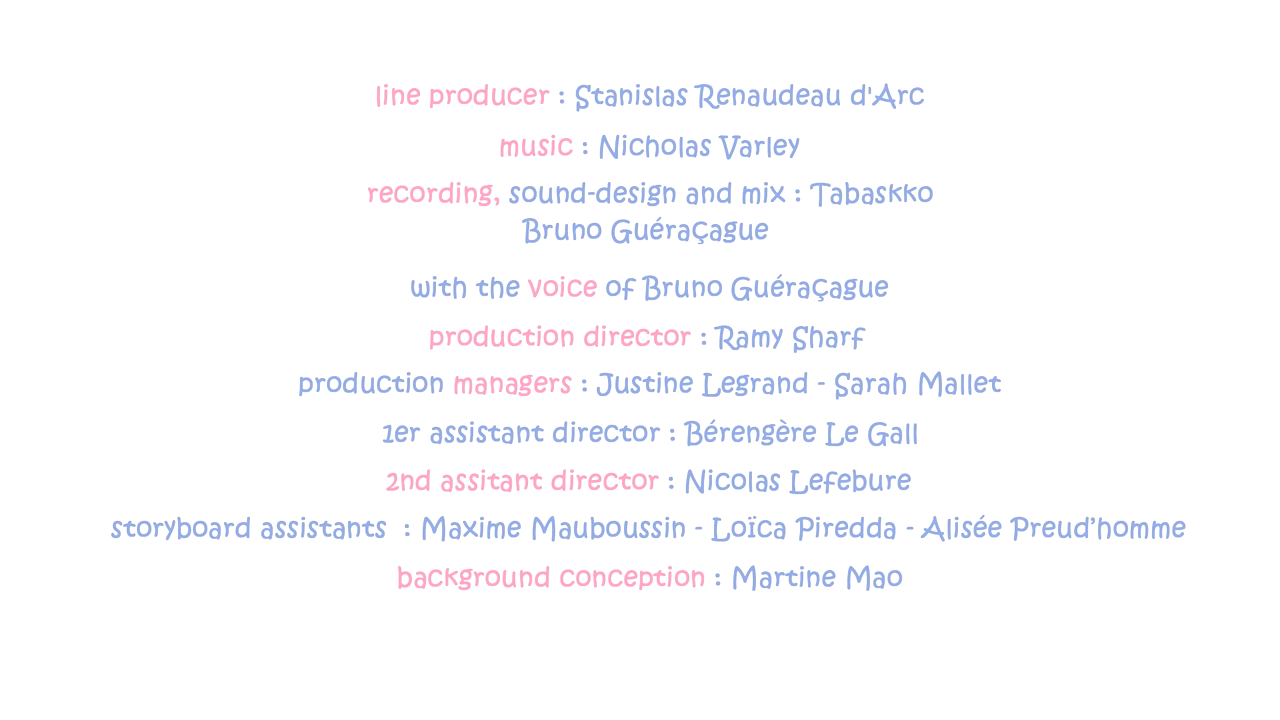 line producer : Stanislas Renaudeau d'Arc
music : Nicholas Varley
recording, sound-design and mix : Tabaskko
Bruno Guéraçague
with the voice of Bruno Guéraçague
production director : Ramy Sharf
production managers : Justine Legrand - Sarah Mallet
1er assistant director : Bérengère Le Gall
2nd assitant director : Nicolas Lefebure
storyboard assistants  : Maxime Mauboussin - Loïca Piredda - Alisée Preud’homme
background conception : Martine Mao